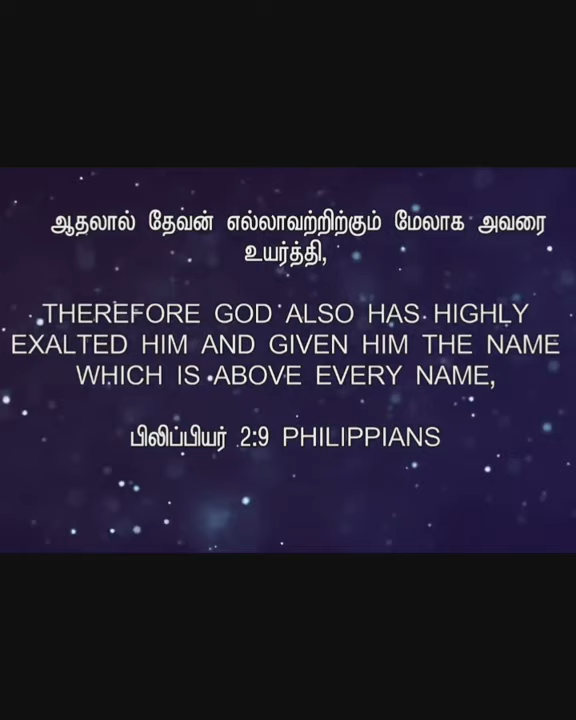 ஆதலால் தேவன் எல்லாவற்றிற்கும் மேலாக அவரை
உயர்த்தி,
THEREFORE GOD ALSO HAS HIGHLY
EXALTED HIM AND GIVEN HIM THE NAME
WHICH IS ABOVE EVERY NAME,
பிலிப்பியர் 2:9 PHILIPPIANS